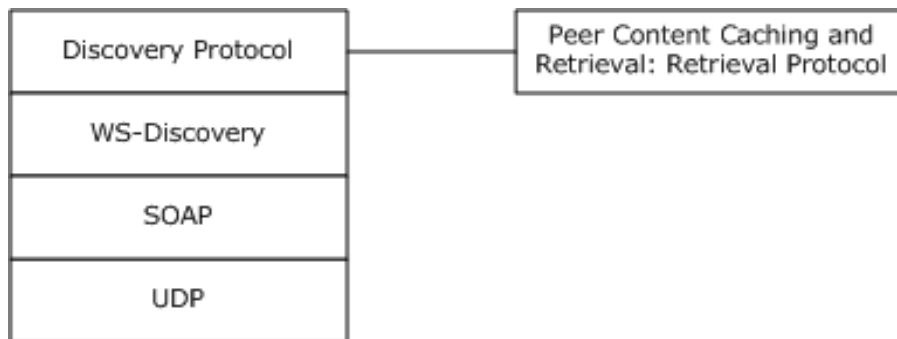 Discovery Protocol
Peer Content Caching and
Retrieval: Retrieval Protocol
WS-Discovery
SOAP
UDP